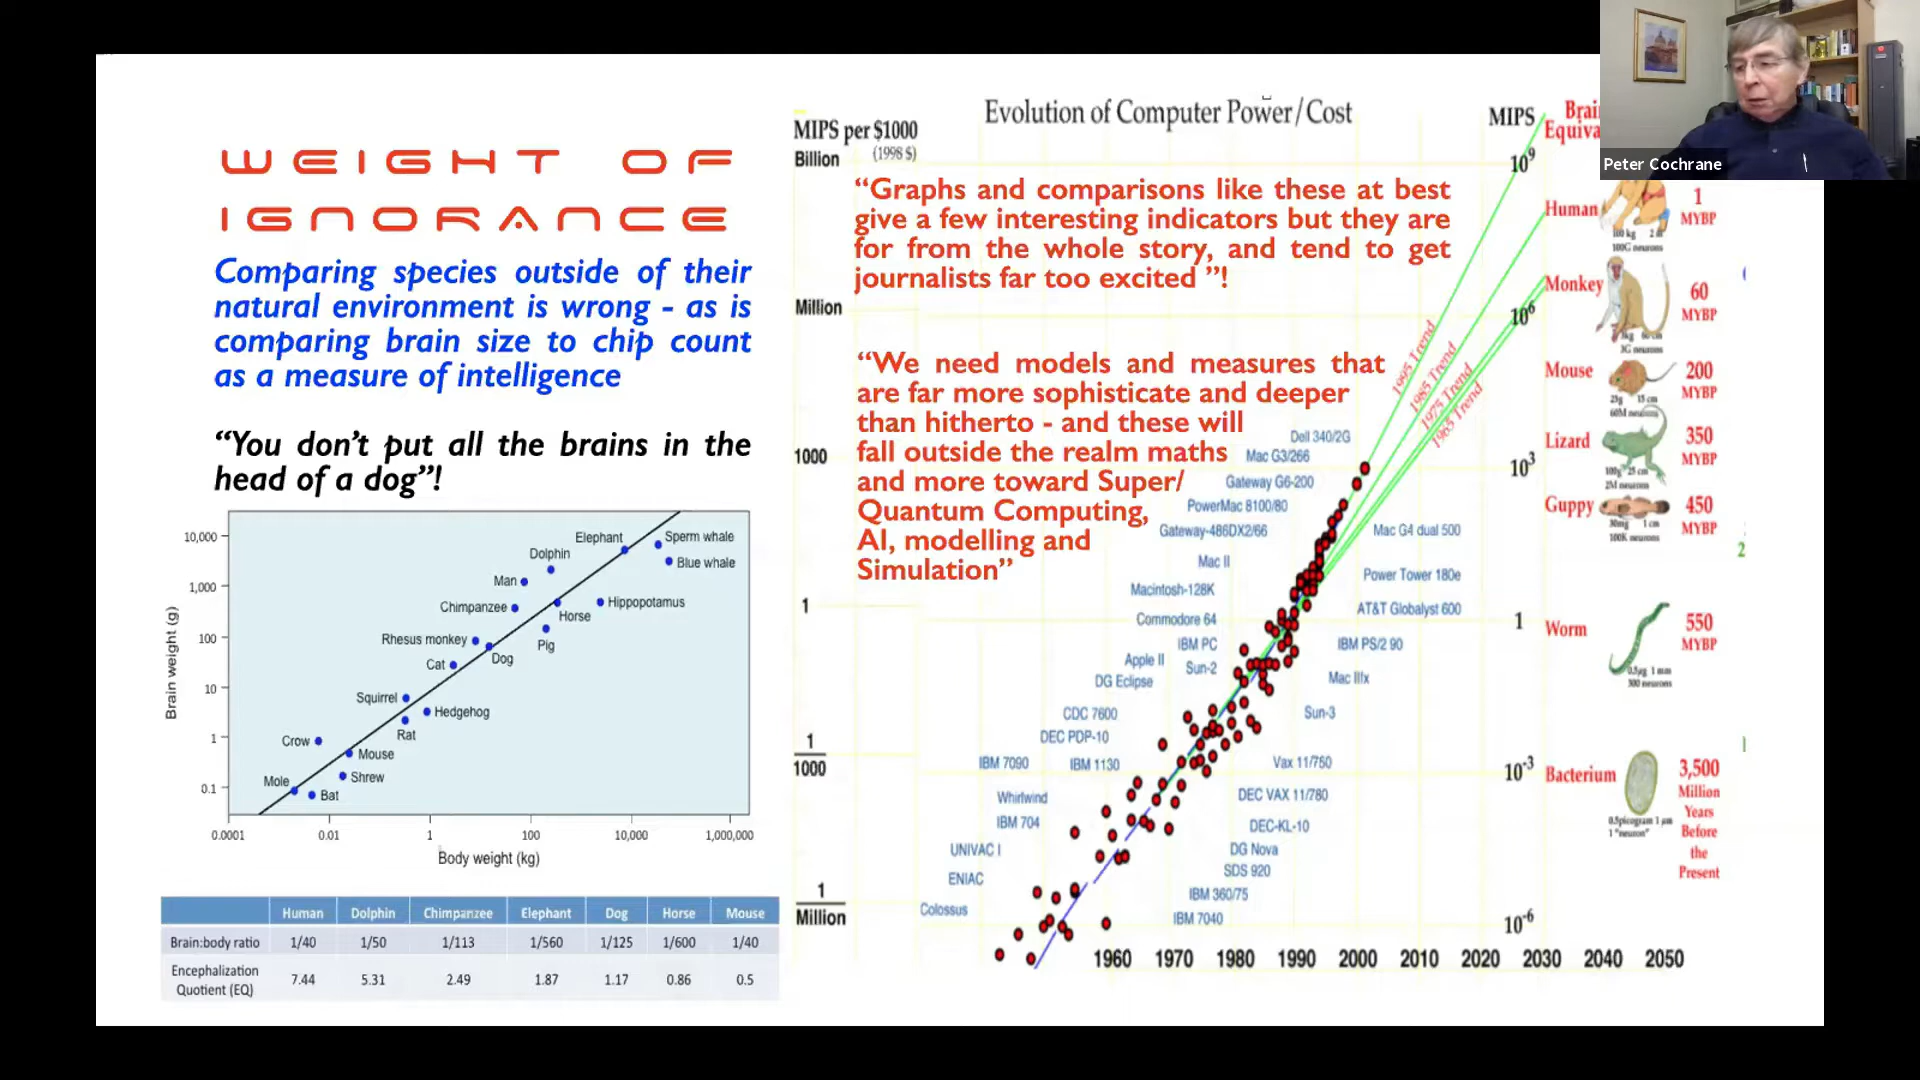 WEIGHT OF
IGNORANCE
Comparing species outside of their
natural environment is wrong - as is
comparing brain size to chip count
as a measure of intelligence
“You don’t put all the brains in the
head of a dog”!
Brain weight (g)
10,000
1,000
100
10
1
0.1
Elephant
Sperm whale
Dolphin
Blue whale
Man
Chimpanzee
Hippopotamus
Horse
Rhesus monkey
Pig
Dog
Cat
Squirrel
Hedgehog
Rat
Crow
Mouse
Shrew
Mole
Bat
0.0001 0.01 1 100 10,000 1,000,000
Body weight (kg)
Human Dolphin Chimpanzee Elephant Dog Horse Mouse
Brain:body ratio 1/40 1/50 1/113 1/560 1/125 1/600 1/40
Encephalization
Quotient (EQ) 7.44 5.31 2.49 1.87 1.17 0.86 0.5
Evolution of Computer Power/Cost
MIPS per $1000
(1998 $)
Billion
Million
1000
1
1
1000
1
Million
“Graphs and comparisons like these at best
give a few interesting indicators but they are
for from the whole story, and tend to get
journalists far too excited ”!
“We need models and measures that
are far more sophisticate and deeper
than hitherto - and these will
fall outside the realm maths
and more toward Super/
Quantum Computing,
AI, modelling and
Simulation”
1995 Trend
1985 Trend
1975 Trend
1965 Trend
Dell 340/2G
Mac G3/266
Gateway G6-200
PowerMac 8100/80
Gateway-486DX2/66
Mac II
Macintosh-128K
Commodore 64
IBM PC
Apple II
Sun-2
DG Eclipse
CDC 7600
DEC PDP-10
IBM 7090
IBM 1130
Whirlwind
IBM 704
UNIVAC I
ENIAC
Colossus
Mac G4 dual 500
Power Tower 180e
AT&T Globalyst 600
IBM PS/2 90
Mac IIfx
Sun-3
Vax 11/750
DEC VAX 11/780
DEC-KL-10
DG Nova
SDS 920
IBM 360/75
IBM 7040
1960 1970 1980 1990 2000 2010 2020 2030 2040 2050
MIPS
10⁹
10⁶
10³
1
10⁻³
10⁻⁶
Human
100 kg
100G neurons
1
MYBP
Monkey
3G neurons
60
MYBP
Mouse
25g 15 cm
60M neurons
200
MYBP
Lizard
100g 25 cm
2M neurons
350
MYBP
Guppy
30mg 1 cm
100K neurons
450
MYBP
Worm
0.5µg 1 mm
300 neurons
550
MYBP
Bacterium
0.5picogram 1 µm
1 "neuron"
3,500
Million
Years
Before
the
Present
Peter Cochrane